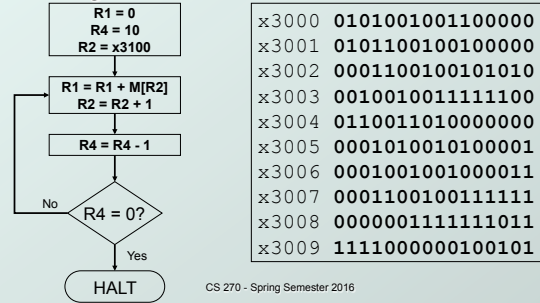 R1 = 0
R4 = 10
R2 = x3100
R1 = R1 + M[R2]
R2 = R2 + 1
R4 = R4 - 1
R4 = 0?
No
Yes
HALT
x3000 0101001001100000
x3001 0101100100100000
x3002 0001100100101010
x3003 0010010011111100
x3004 0110011010000000
x3005 0001010010100001
x3006 0001001001000011
x3007 0001100100111111
x3008 0000001111111011
x3009 1111000000100101
CS 270 - Spring Semester 2016